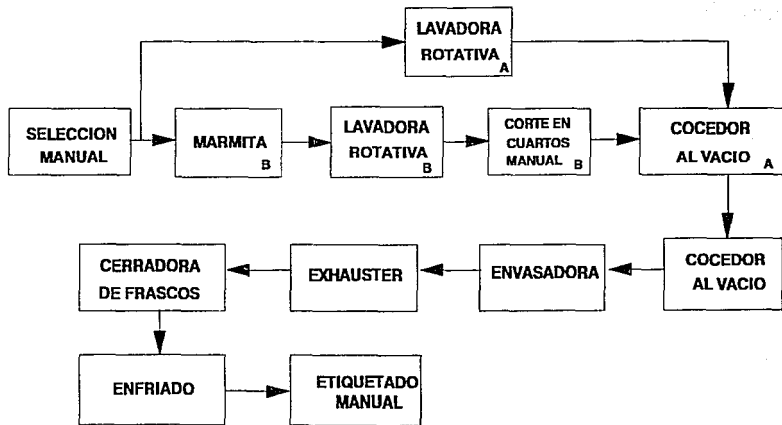 LAVADORA
ROTATIVA
A
SELECCION
MANUAL
MARMITA
B
LAVADORA
ROTATIVA
B
CORTE EN
CUARTOS
MANUAL
B
COCEDOR
AL VACIO
A
CERRADORA
DE FRASCOS
EXHAUSTER
ENVASADORA
COCEDOR
AL VACIO
ENFRIADO
ETIQUETADO
MANUAL